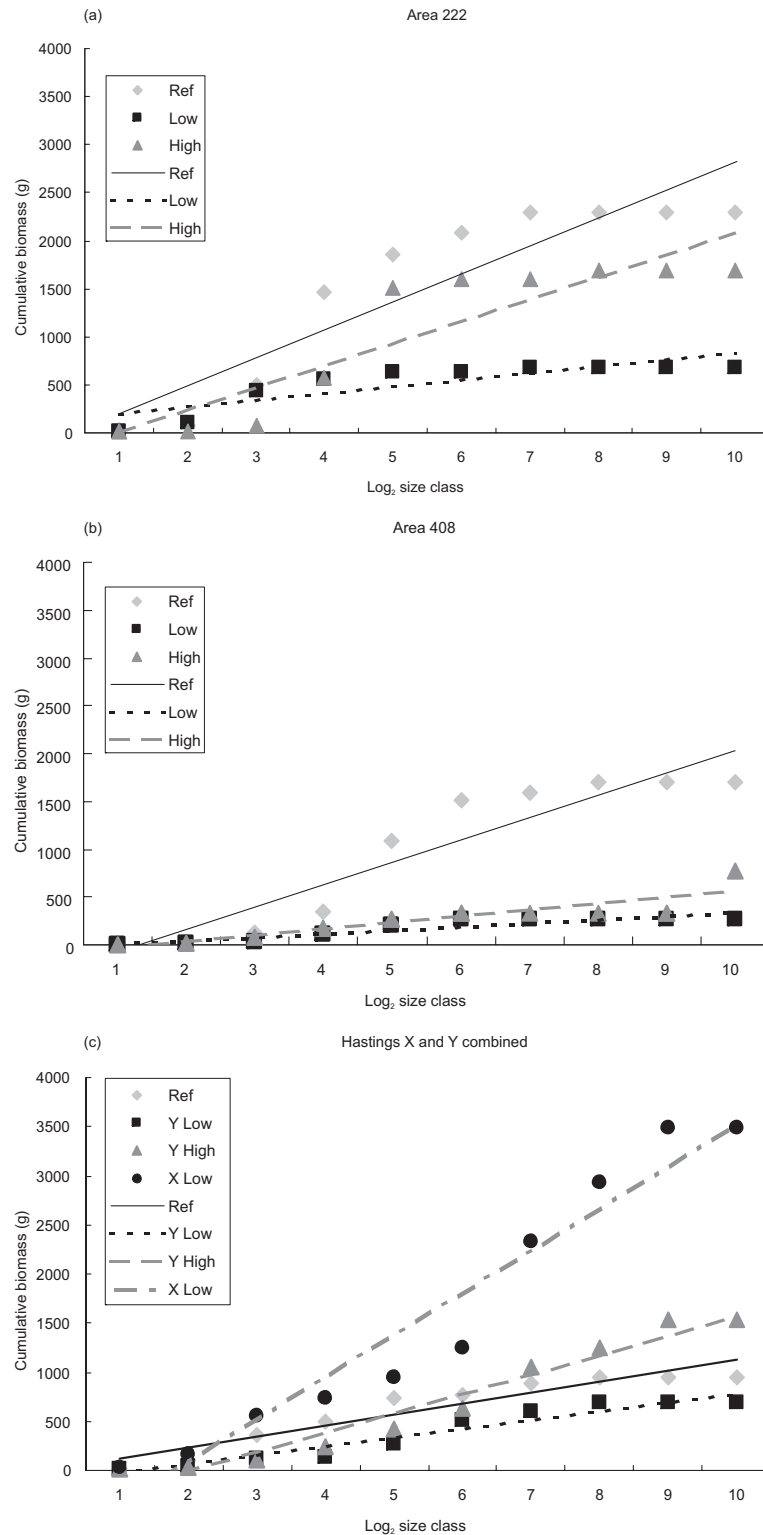 (a) Area 222
4000
3500
3000
2500
2000
1500
1000
500
0
Cumulative biomass (g)
Ref
Low
High
Ref
Low
High
1 2 3 4 5 6 7 8 9 10
Log₂ size class
(b) Area 408
4000
3500
3000
2500
2000
1500
1000
500
0
Cumulative biomass (g)
Ref
Low
High
Ref
Low
High
1 2 3 4 5 6 7 8 9 10
Log₂ size class
(c) Hastings X and Y combined
4000
3500
3000
2500
2000
1500
1000
500
0
Cumulative biomass (g)
Ref
Y Low
Y High
X Low
Ref
Y Low
Y High
X Low
1 2 3 4 5 6 7 8 9 10
Log₂ size class